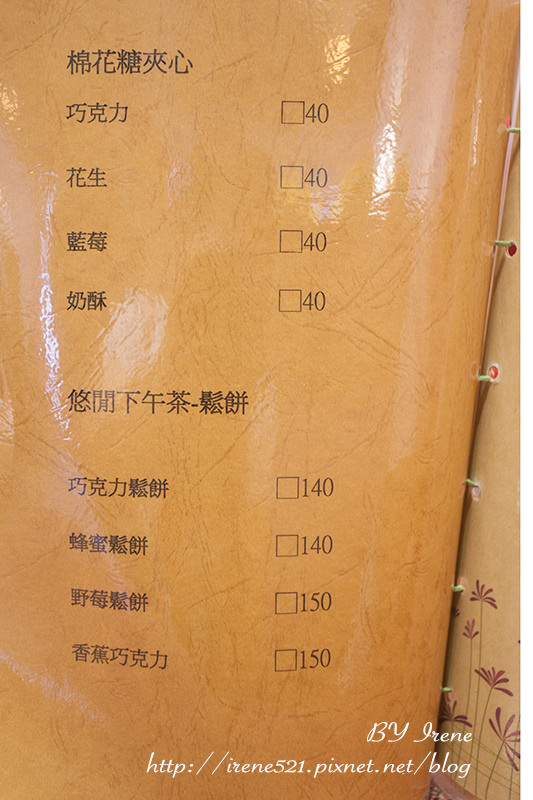 棉花糖夾心
巧克力 □40
花生 □40
藍莓 □40
奶酥 □40
悠閒下午茶-鬆餅
巧克力鬆餅 □140
蜂蜜鬆餅 □140
野莓鬆餅 □150
香蕉巧克力 □150
BY Irene
http://irene521.pixnet.net/blog